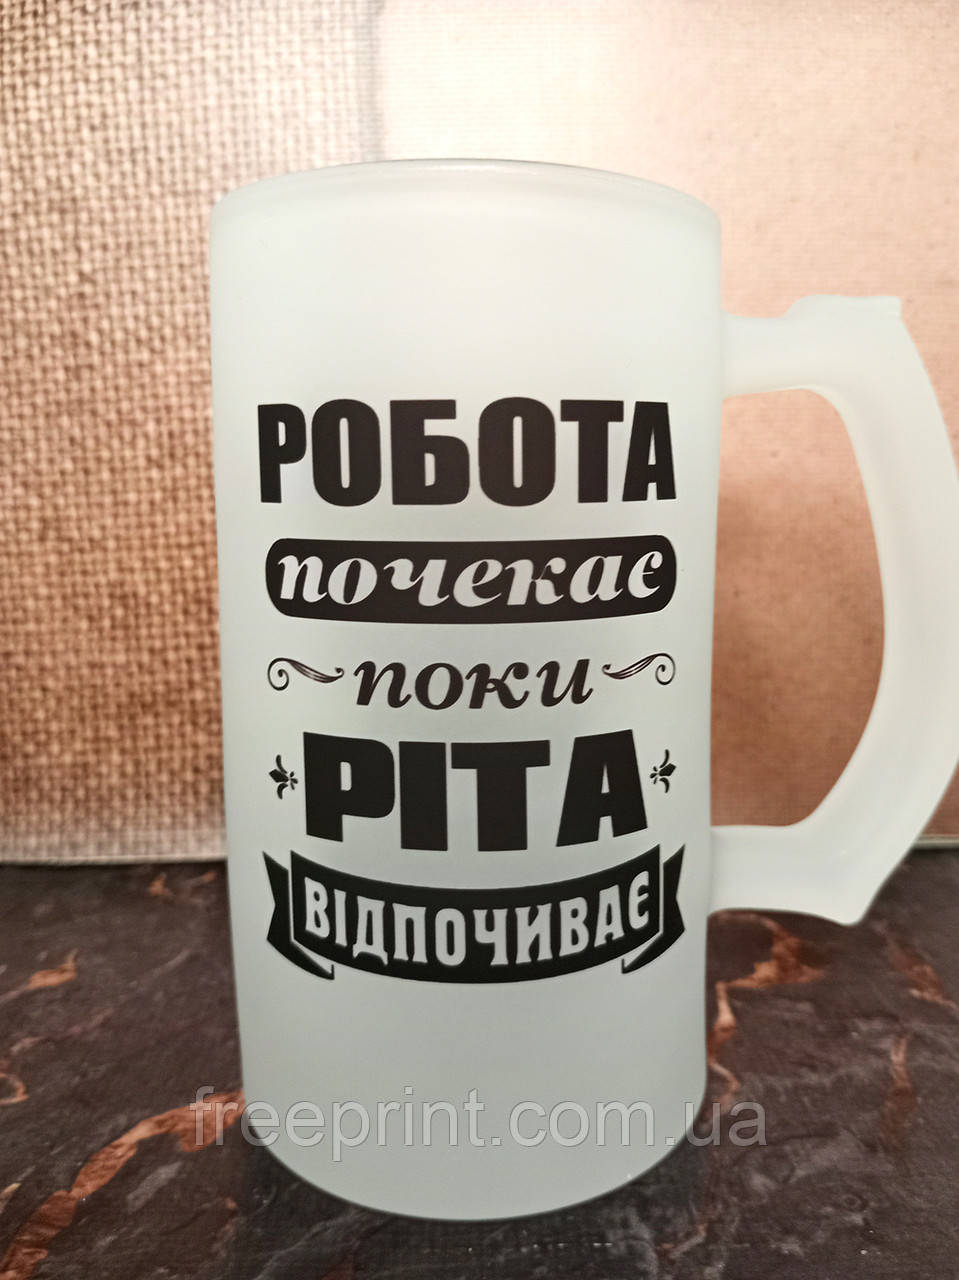 РОБОТА
почекає
поки
РІТА
ВІДПОЧИВАЄ
freeprint.com.ua